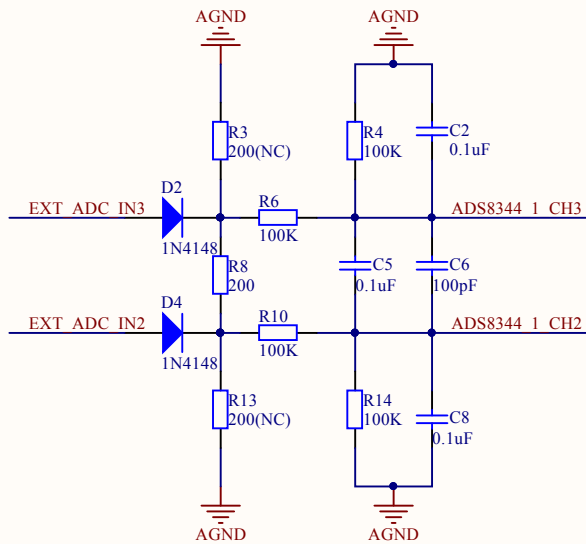 AGND
AGND
R3
200(NC)
R4
100K
C2
0.1uF
D2
EXT_ADC_IN3
1N4148
R6
100K
ADS8344_1_CH3
R8
200
C5
0.1uF
C6
100pF
D4
EXT_ADC_IN2
1N4148
R10
100K
ADS8344_1_CH2
R13
200(NC)
R14
100K
C8
0.1uF
AGND
AGND